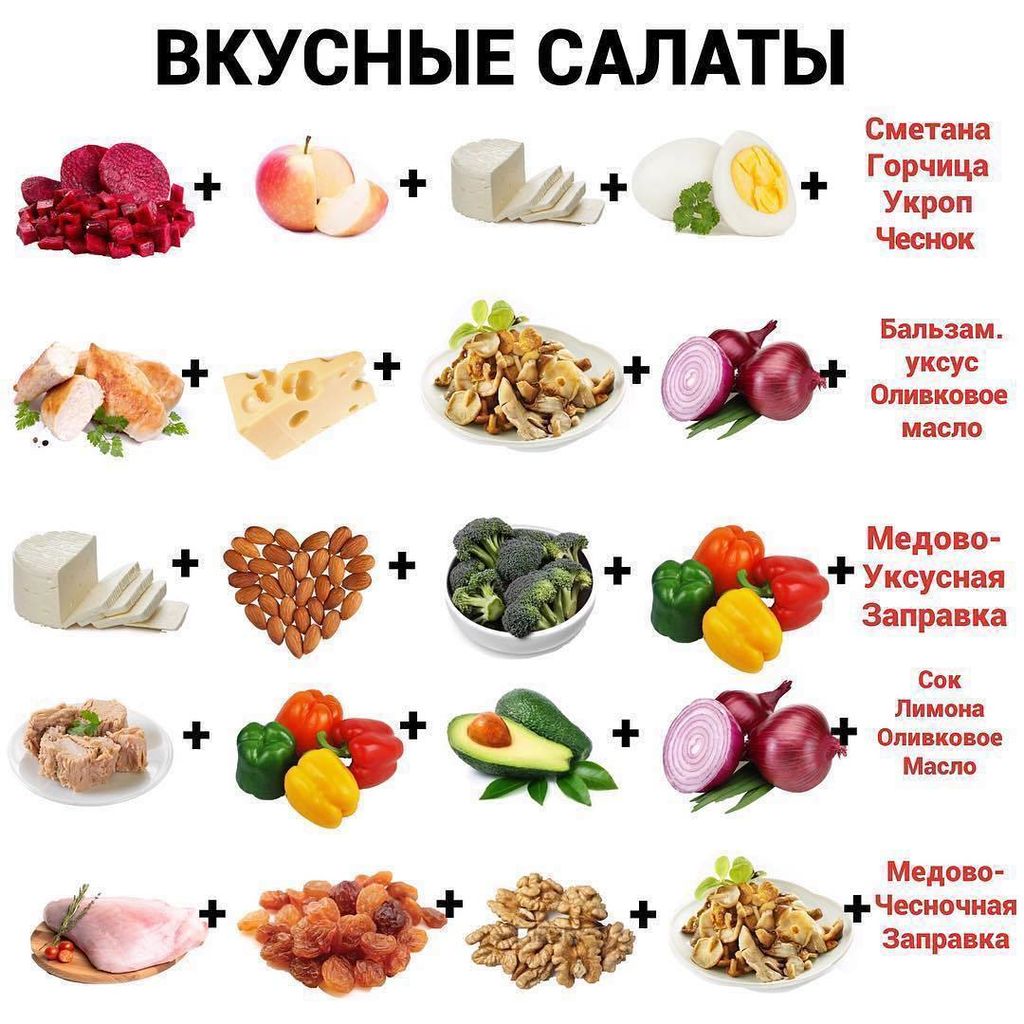 ВКУСНЫЕ САЛАТЫ
Сметана
Горчица
Укроп
Чеснок
Бальзам.
уксус
Оливковое
масло
Медово-
Уксусная
Заправка
Сок
Лимона
Оливковое
Масло
Медово-
Чесночная
Заправка